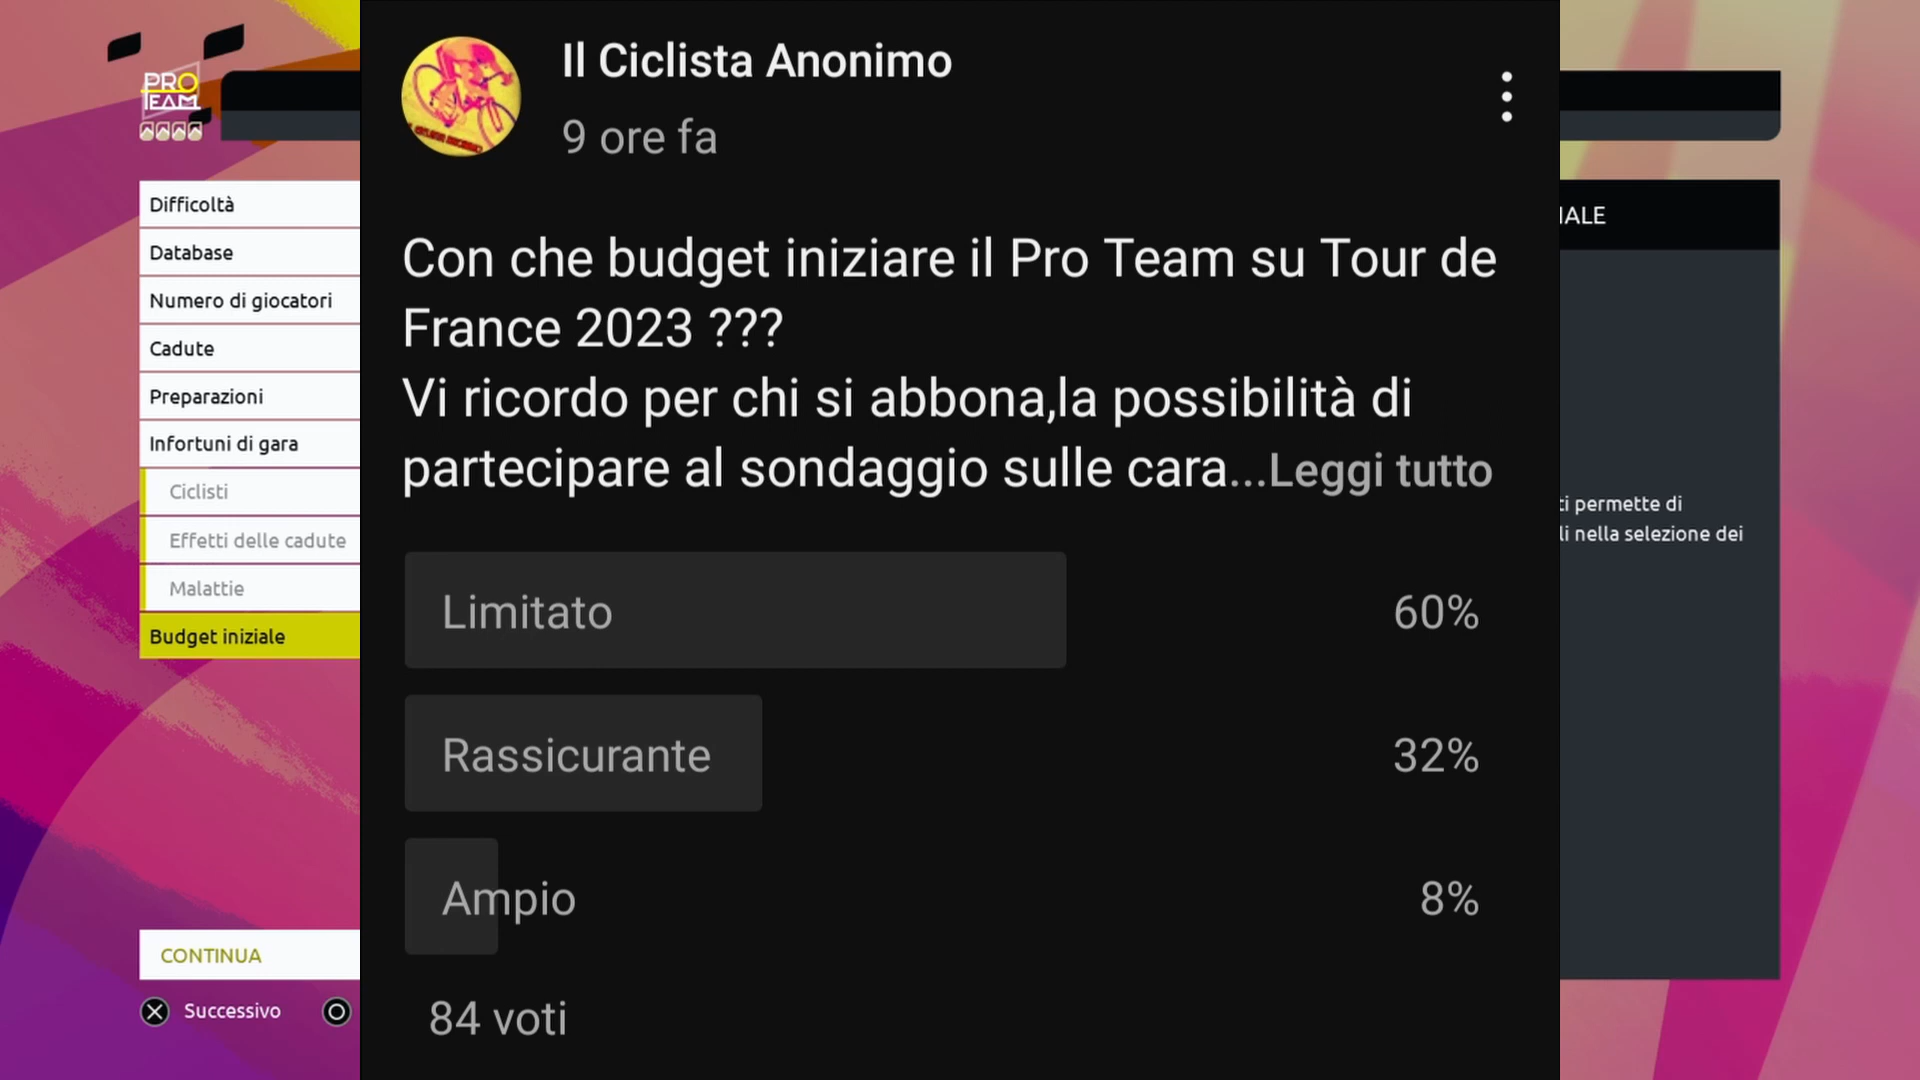 PRO
TEAM
Difficoltà
Database
Numero di giocatori
Cadute
Preparazioni
Infortuni di gara
Ciclisti
Effetti delle cadute
Malattie
Budget iniziale
CONTINUA
Successivo
Il Ciclista Anonimo
9 ore fa
Con che budget iniziare il Pro Team su Tour de
France 2023 ???
Vi ricordo per chi si abbona,la possibilità di
partecipare al sondaggio sulle cara...Leggi tutto
Limitato 60%
Rassicurante 32%
Ampio 8%
84 voti
IALE
ti permette di
li nella selezione dei